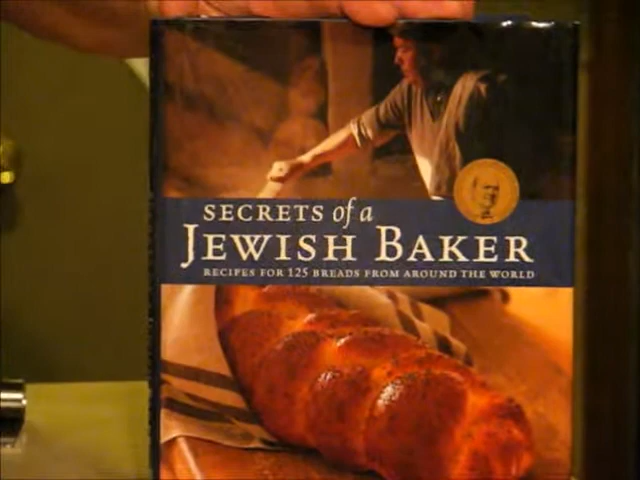 SECRETS of a
JEWISH BAKER
RECIPES FOR 125 BREADS FROM AROUND THE WORLD